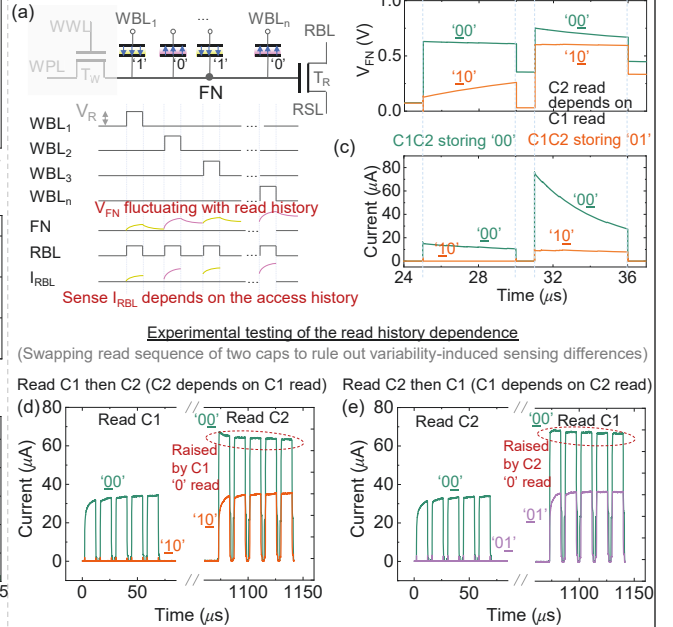 (a)
WWL
WBL1
...
WBLn
RBL
WPL
TW
'1'
'0'
'1'
'0'
TR
FN
RSL
VR
WBL1
...
WBL2
...
WBL3
...
WBLn
...
VFN fluctuating with read history
FN
...
RBL
...
IRBL
...
Sense IRBL depends on the access history
VFN (V)
1.0
0.5
0.0
'00'
'10'
'00'
'10'
C2 read
depends on
C1 read
C1C2 storing '00'
C1C2 storing '01'
(c)
Current (μA)
80
60
40
20
0
'00'
'10'
'00'
'10'
24
28
32
36
Time (μs)
Experimental testing of the read history dependence
(Swapping read sequence of two caps to rule out variability-induced sensing differences)
Read C1 then C2 (C2 depends on C1 read)
Read C2 then C1 (C1 depends on C2 read)
(d)
Current (μA)
80
60
40
20
0
Read C1
'00'
'10'
'00'
Read C2
Raised
by C1
'0' read
'10'
0
50
1100
1150
Time (μs)
(e)
Current (μA)
80
60
40
20
0
Read C2
'00'
'01'
'00'
Read C1
Raised
by C2
'0' read
'01'
0
50
1100
1150
Time (μs)
5